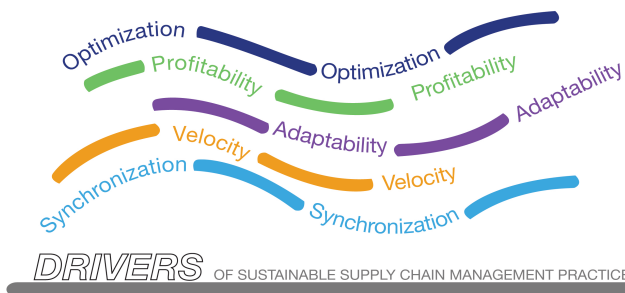 Optimization Optimization
Profitability Profitability
Adaptability Adaptability
Velocity Velocity
Synchronization Synchronization
DRIVERS OF SUSTAINABLE SUPPLY CHAIN MANAGEMENT PRACTICE